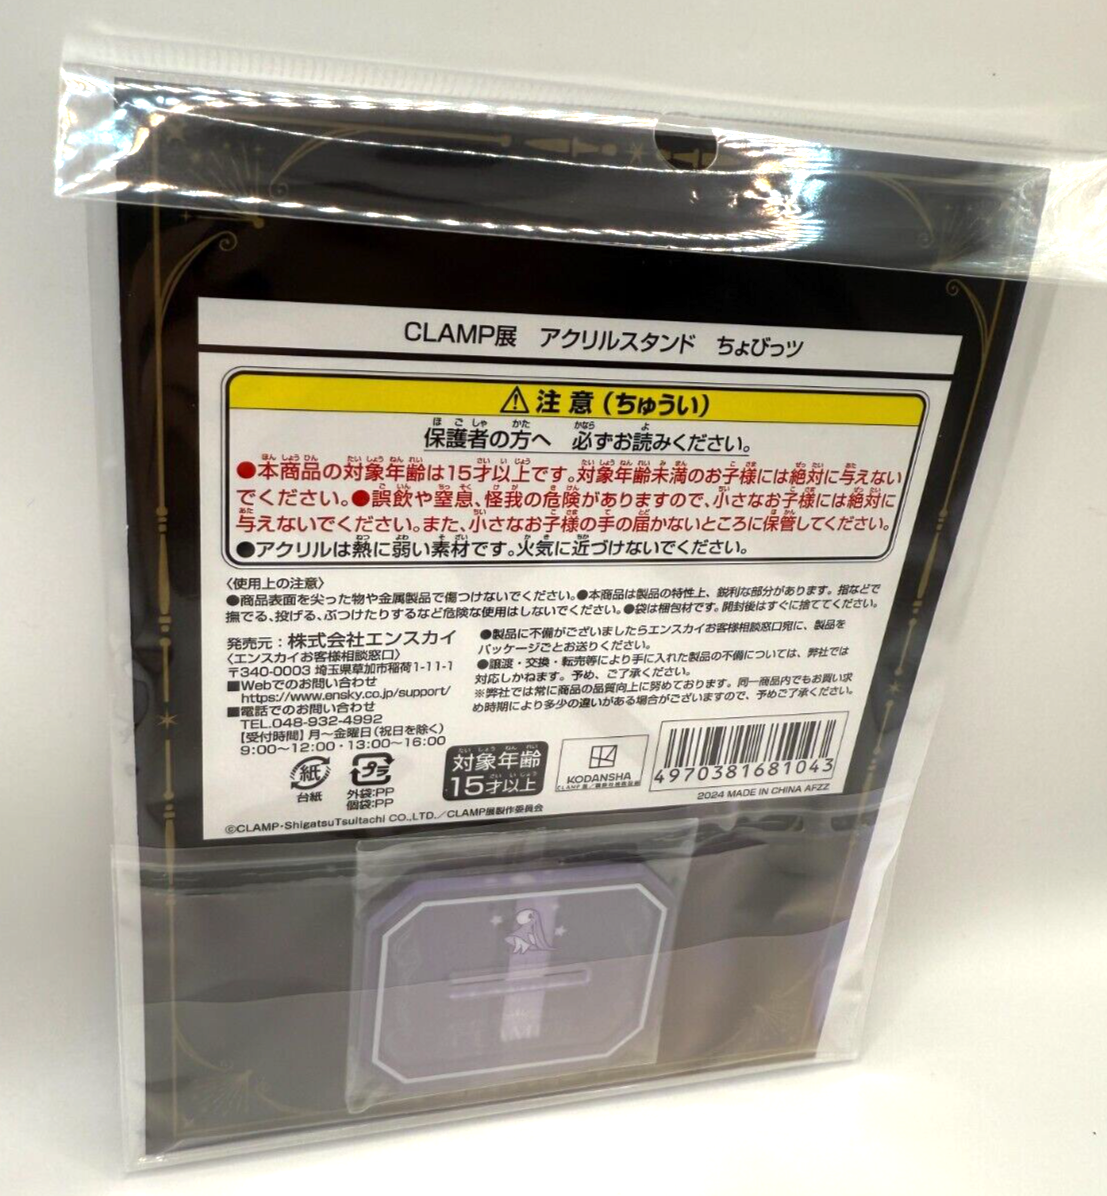 CLAMP展　アクリルスタンド　ちょびっツ
注意(ちゅうい)
保護者の方へ　必ずお読みください。
●本商品の対象年齢は15才以上です。対象年齢未満のお子様には絶対に与えない
でください。●誤飲や窒息、怪我の危険がありますので、小さなお子様には絶対に
与えないでください。また、小さなお子様の手の届かないところに保管してください。
●アクリルは熱に弱い素材です。火気に近づけないでください。
〈使用上の注意〉
●商品表面を尖った物や金属製品で傷つけないでください。●本商品は製品の特性上、鋭利な部分があります。指などで
撫でる、投げる、ぶつけたりするなど危険な使用はしないでください。●袋は梱包材です。開封後はすぐに捨ててください。
発売元：株式会社エンスカイ
〈エンスカイお客様相談窓口〉
〒340-0003 埼玉県草加市稲荷1-11-1
■Webでのお問い合わせ
https://www.ensky.co.jp/support/
■電話でのお問い合わせ
TEL.048-932-4992
【受付時間】月～金曜日(祝日を除く)
9:00～12:00・13:00～16:00
●製品に不備がございましたらエンスカイお客様相談窓口宛に、製品を
パッケージごとお送りください。
●譲渡・交換・転売等により手に入れた製品の不備については、弊社では
対応しかねます。予め、ご了承ください。
※弊社では常に商品の品質向上に努めております。同一商品内でもお買い求
め時期により多少の違いがある場合がございますので、予めご了承ください。
紙
台紙
プラ
外袋:PP
個袋:PP
対象年齢
15才以上
KODANSHA
4970381681043
2024 MADE IN CHINA AFZZ
©CLAMP・ShigatsuTsuitachi CO.,LTD./CLAMP展製作委員会